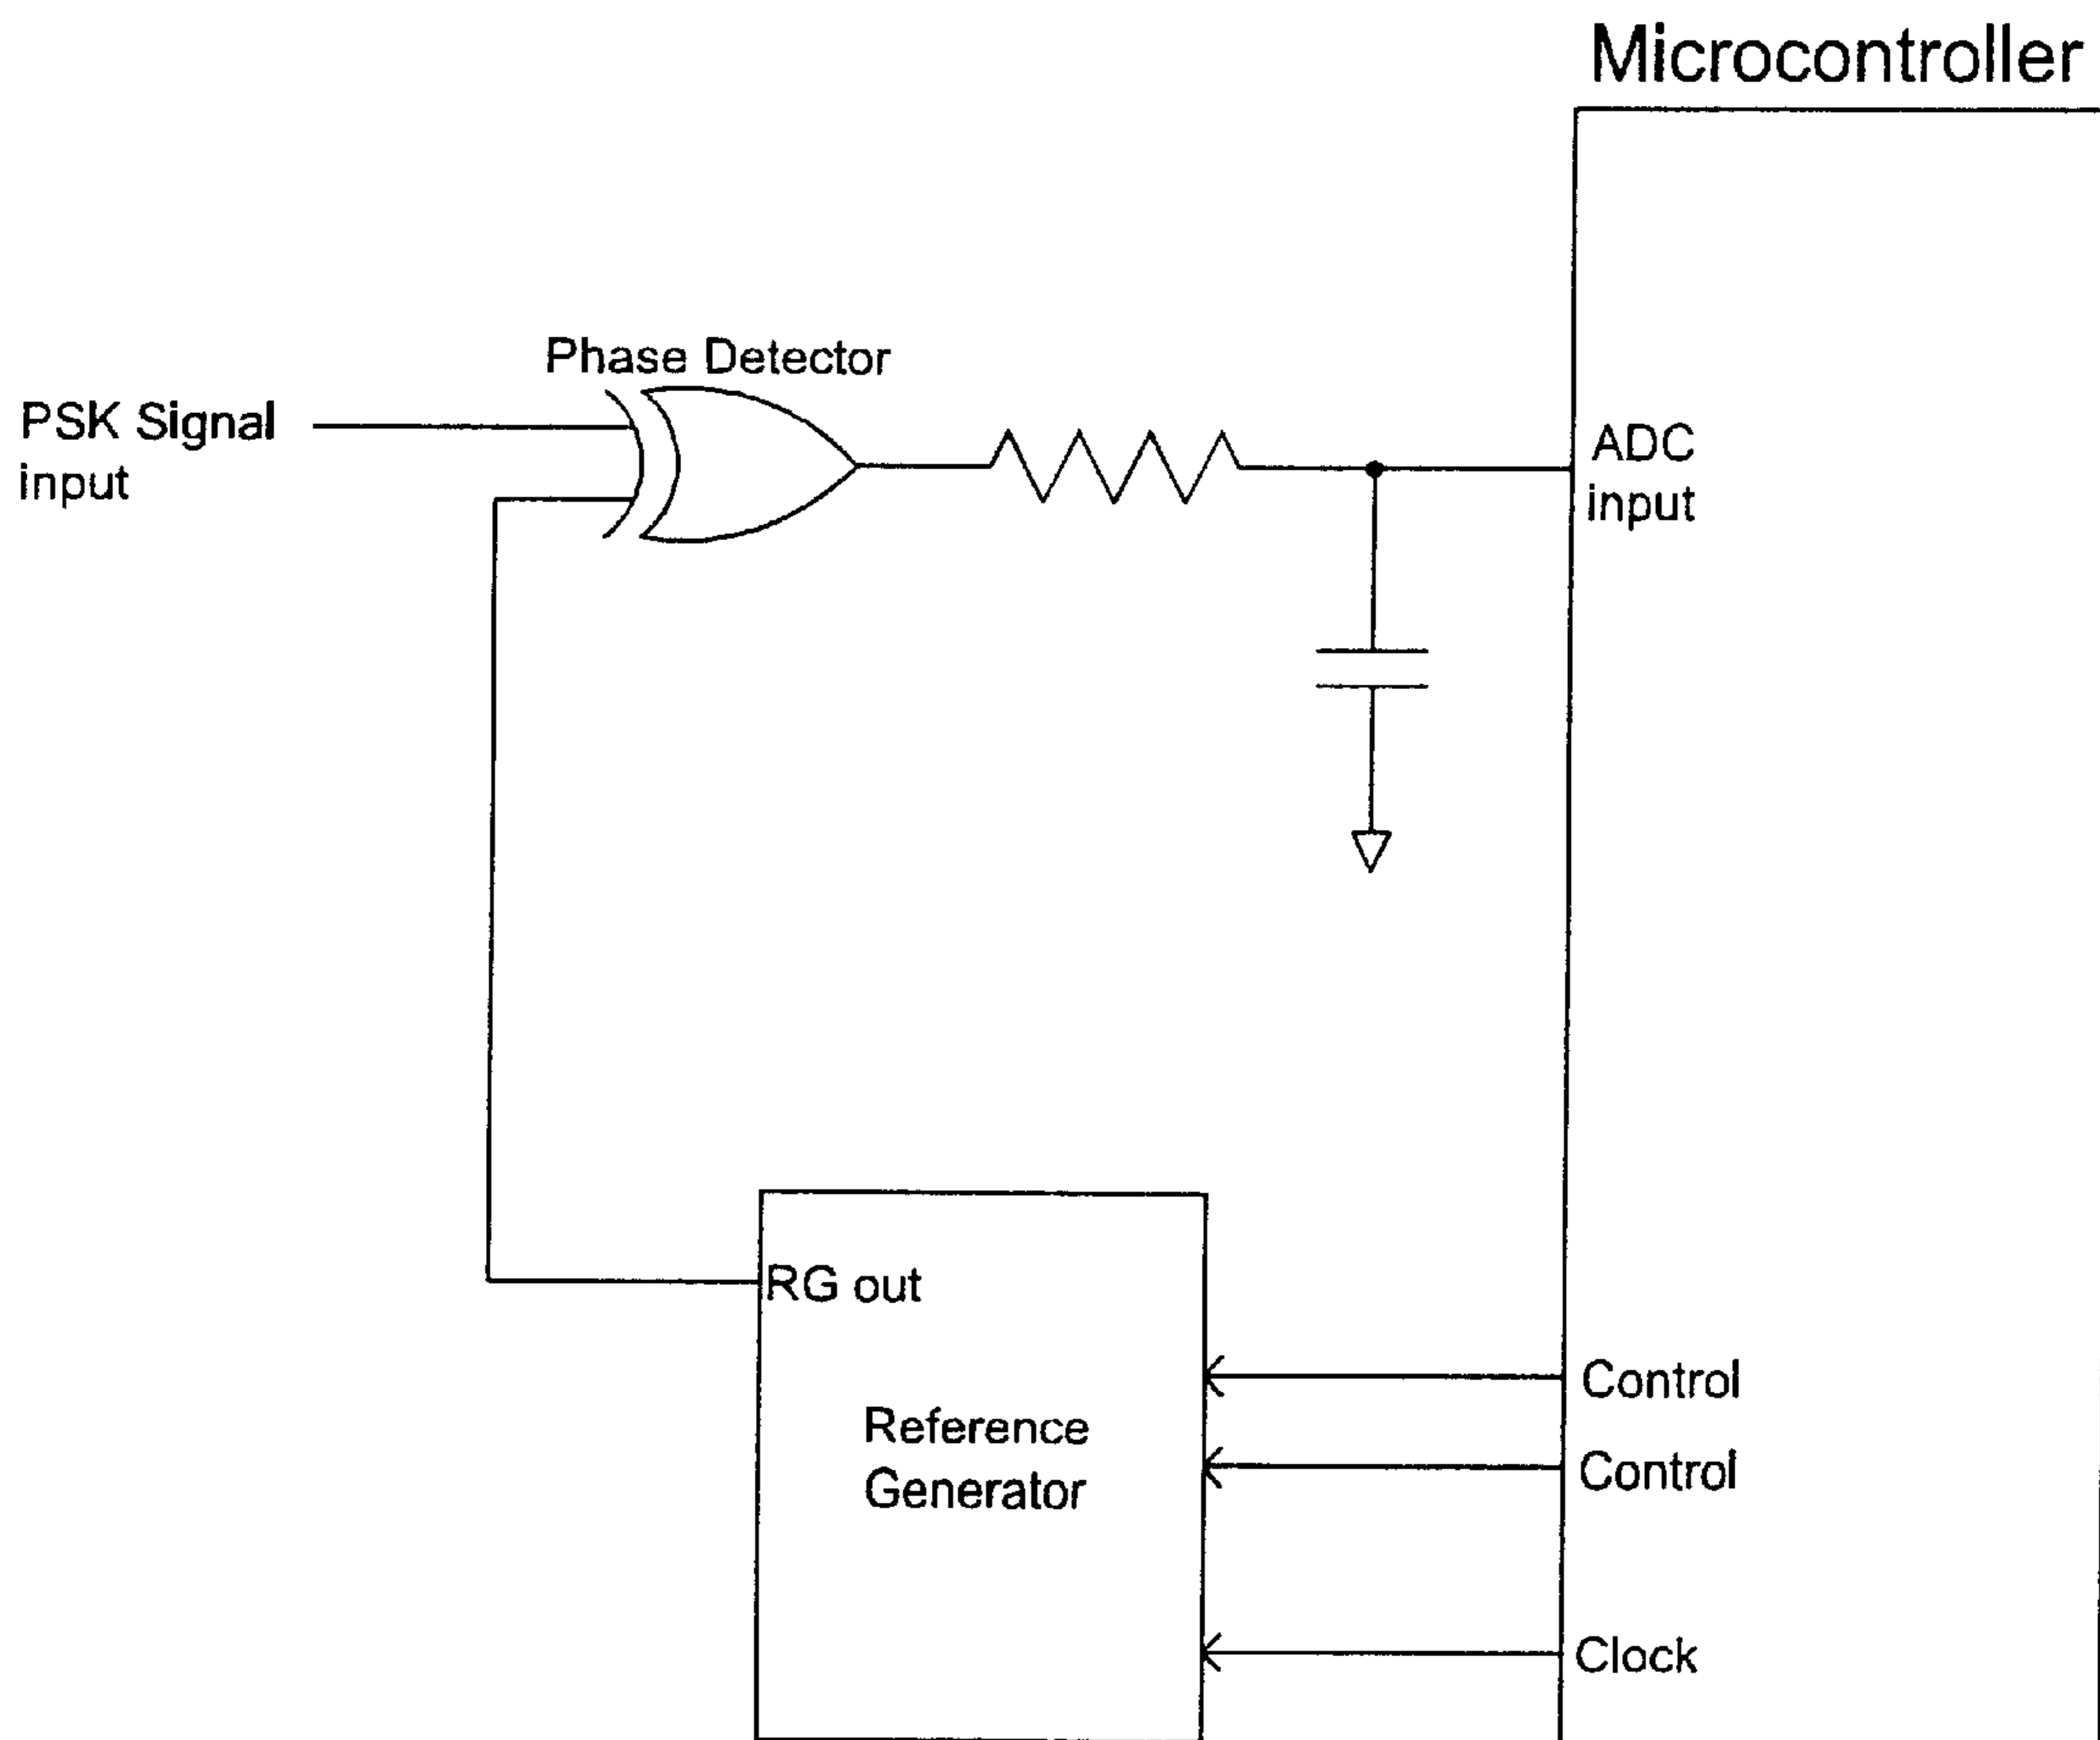 Microcontroller
Phase Detector
PSK Signal
input
ADC
input
RG out
Reference
Generator
Control
Control
Clock